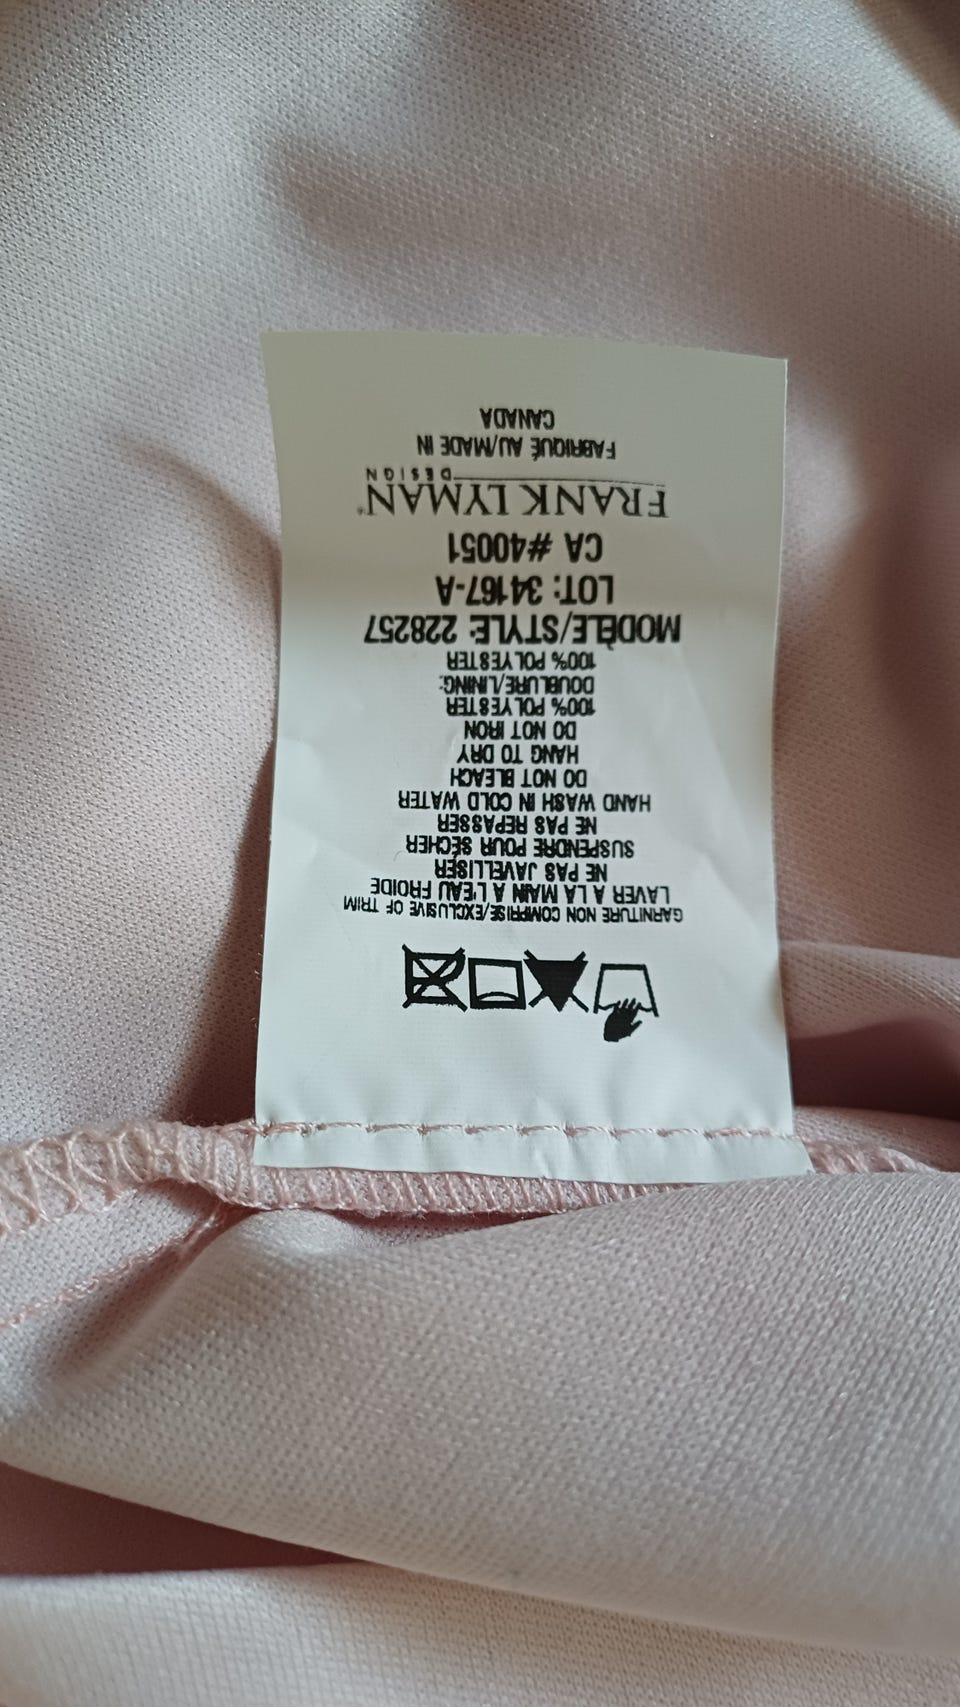 CANADA
FABRIQUÉ AU/MADE IN
DESIGN
FRANK LYMAN®
CA #40051
LOT: 34167-A
MODÈLE/STYLE: 228257
100% POLYESTER
DOUBLURE/LINING:
100% POLYESTER
DO NOT IRON
HANG TO DRY
DO NOT BLEACH
HAND WASH IN COLD WATER
NE PAS REPASSER
SUSPENDRE POUR SÉCHER
NE PAS JAVELLISER
LAVER A LA MAIN A L'EAU FROIDE
GARNITURE NON COMPRISE/EXCLUSIVE OF TRIM